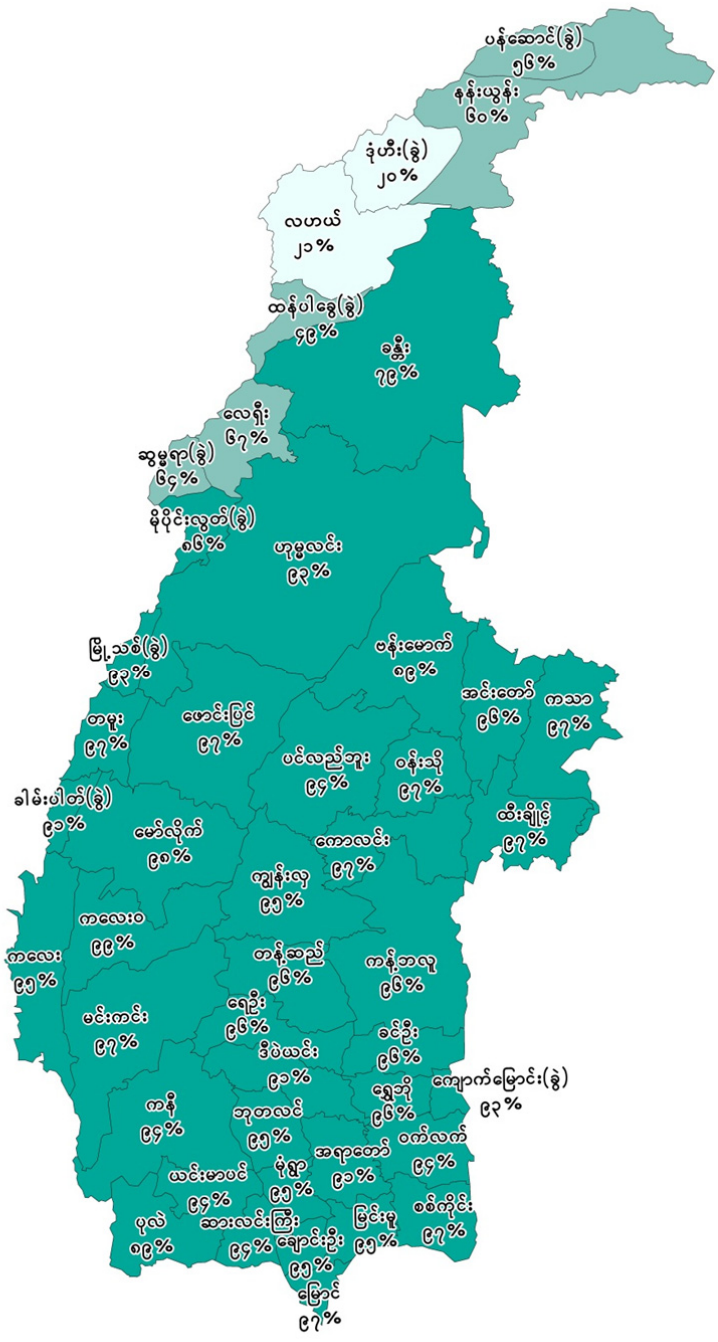 ပန်ဆောင်(ခွဲ)
၅၆%
နန်းယွန်း
၆၀%
ဒုံဟီး(ခွဲ)
၂၀%
လဟယ်
၂၁%
ထန်ပါခွေ(ခွဲ)
၄၉%
ခန္တီး
၇၉%
လေရှီး
၆၇%
ဆွမ္မရာ(ခွဲ)
၆၄%
မိုပိုင်းလွတ်(ခွဲ)
၈၆%
ဟုမ္မလင်း
၉၃%
မြို့သစ်(ခွဲ)
၉၃%
ဗန်းမောက်
၈၉%
အင်းတော်
၉၆%
ကသာ
၉၇%
တမူး
၉၇%
ဖောင်းပြင်
၉၇%
ပင်လည်ဘူး
၉၄%
ဝန်းသို
၉၇%
ခါမ်းပါတ်(ခွဲ)
၉၁%
မော်လိုက်
၉၈%
ကောလင်း
၉၇%
ထီးချိုင့်
၉၇%
ကျွန်းလှ
၉၅%
ကလေးဝ
၉၉%
ကလေး
၉၅%
တန့်ဆည်
၉၆%
ကန့်ဘလူ
၉၆%
မင်းကင်း
၉၇%
ရေဦး
၉၆%
ဒီပဲယင်း
၉၁%
ခင်ဦး
၉၆%
ကျောက်မြောင်း(ခွဲ)
၉၃%
ရွှေဘို
၉၆%
ကနီ
၉၄%
ဘုတလင်
၉၅%
အရာတော်
၉၁%
ဝက်လက်
၉၄%
ယင်းမာပင်
၉၄%
မုံရွာ
၉၅%
ပုလဲ
၈၉%
ဆားလင်းကြီး
၉၄%
ချောင်းဦး
၉၅%
မြင်းမူ
၉၅%
စစ်ကိုင်း
၉၇%
မြောင်
၉၇%